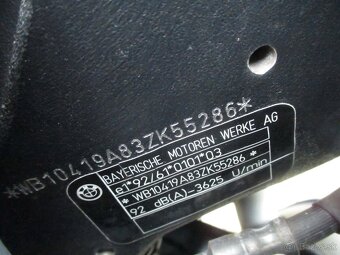 *WB10419A83ZK55286*
BAYERISCHE MOTOREN WERKE AG
e1*92/61*0101*03
* WB10419A83ZK55286 *
92 dB(A)-3625 U/min